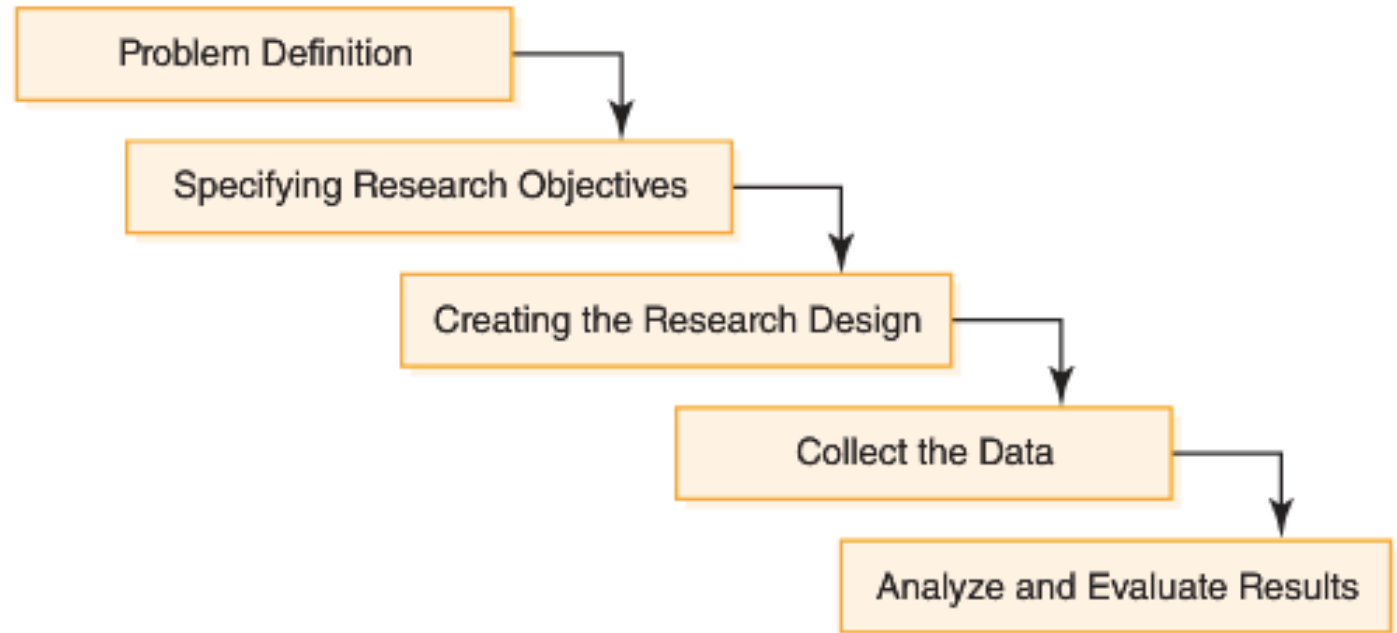 Problem Definition
Specifying Research Objectives
Creating the Research Design
Collect the Data
Analyze and Evaluate Results